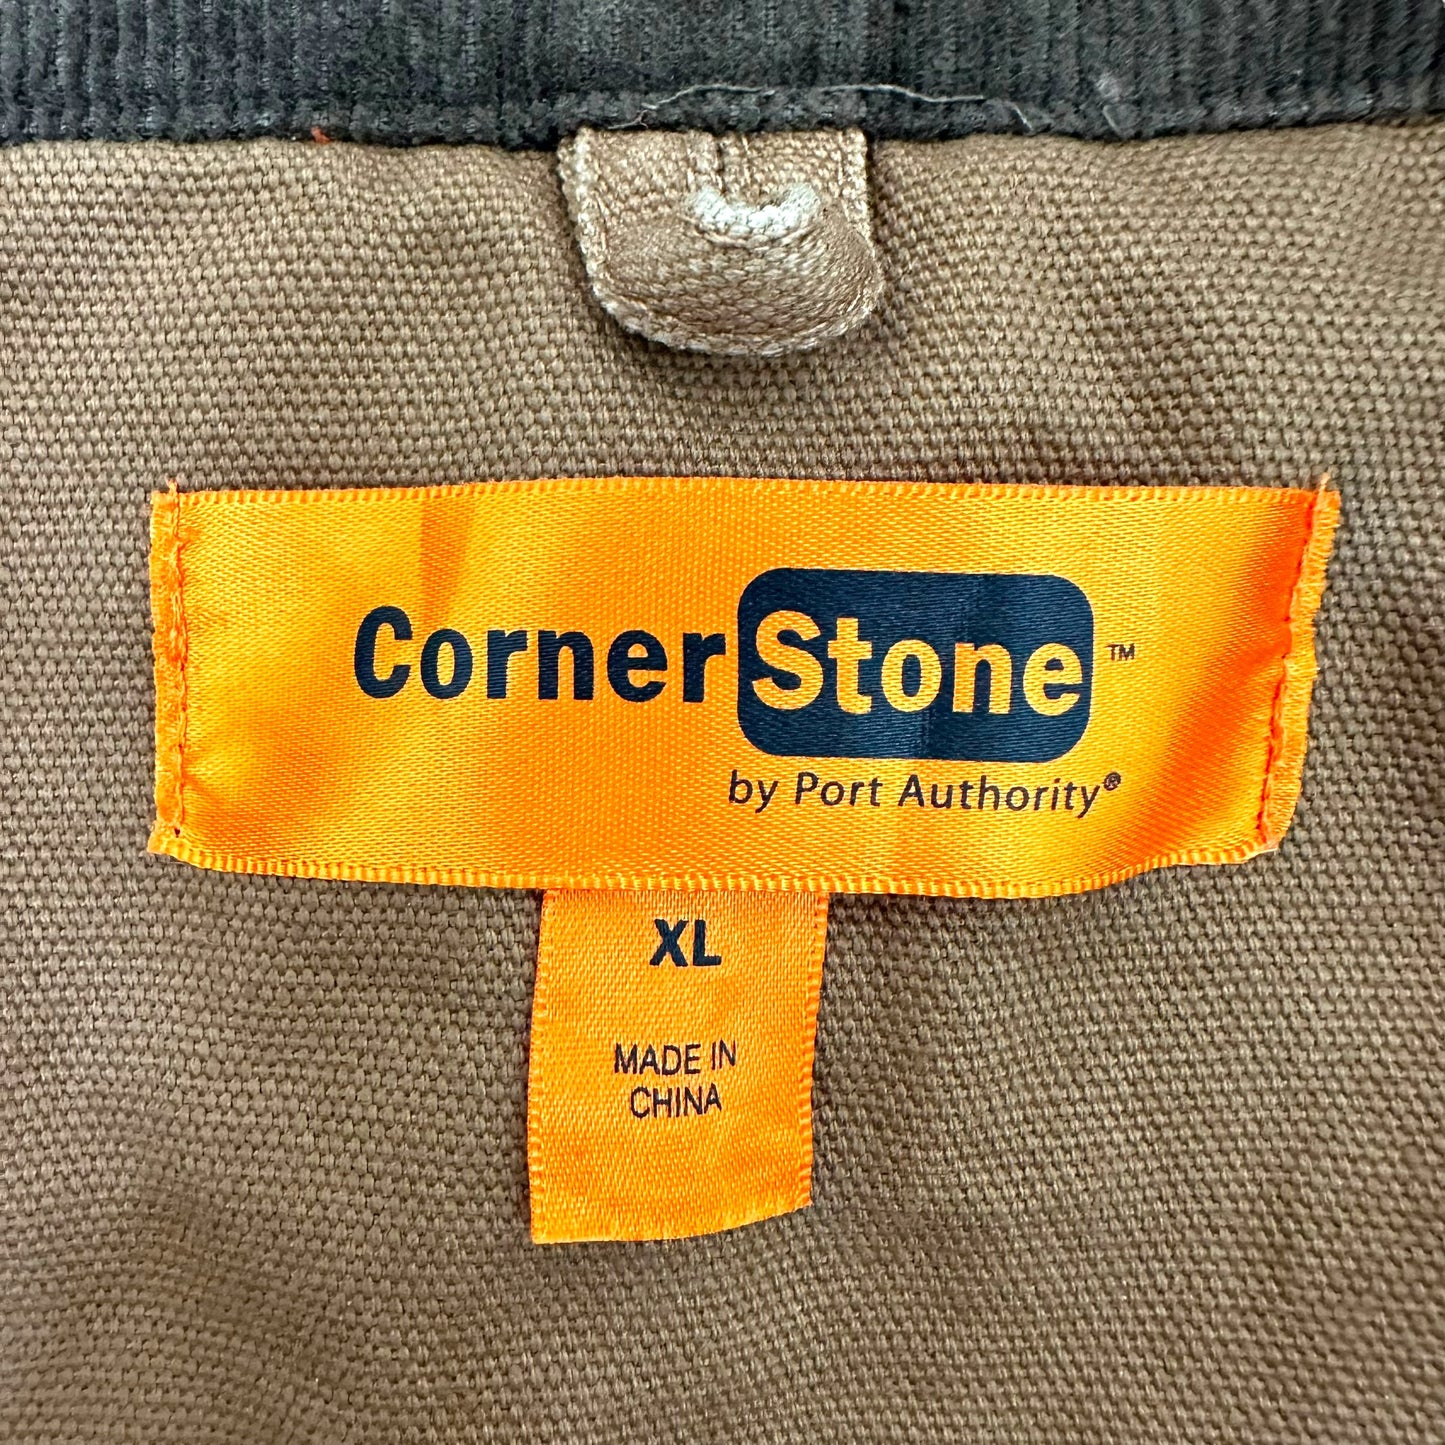 CornerStone™
by Port Authority®
XL
MADE IN
CHINA